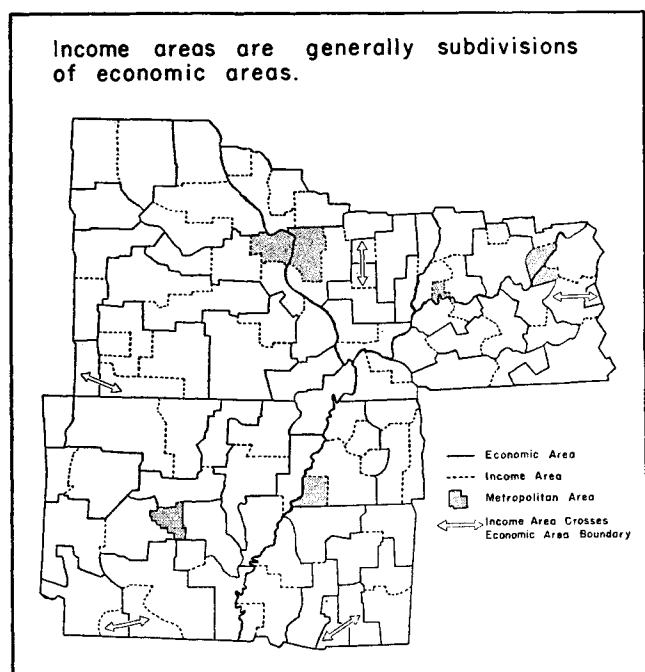 Income areas are generally subdivisions
of economic areas.
Economic Area
Income Area
Metropolitan Area
Income Area Crosses
Economic Area Boundary